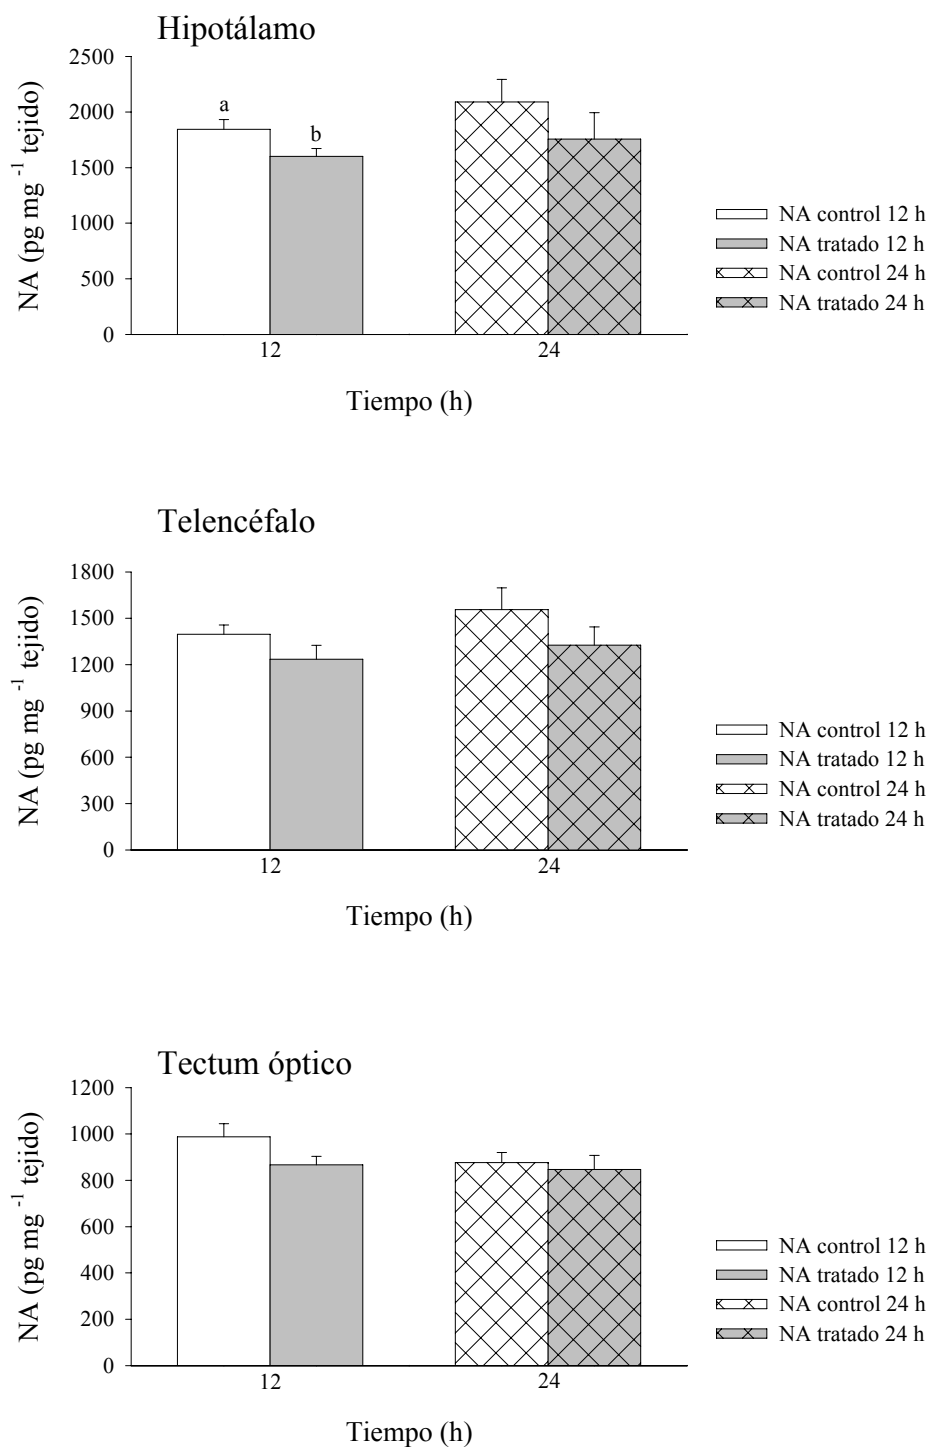 Hipotálamo
NA (pg mg -1 tejido)
2500
2000
1500
1000
500
0
a
b
12
24
Tiempo (h)
NA control 12 h
NA tratado 12 h
NA control 24 h
NA tratado 24 h
Telencéfalo
NA (pg mg -1 tejido)
1800
1500
1200
900
600
300
0
12
24
Tiempo (h)
NA control 12 h
NA tratado 12 h
NA control 24 h
NA tratado 24 h
Tectum óptico
NA (pg mg -1 tejido)
1200
1000
800
600
400
200
0
12
24
Tiempo (h)
NA control 12 h
NA tratado 12 h
NA control 24 h
NA tratado 24 h